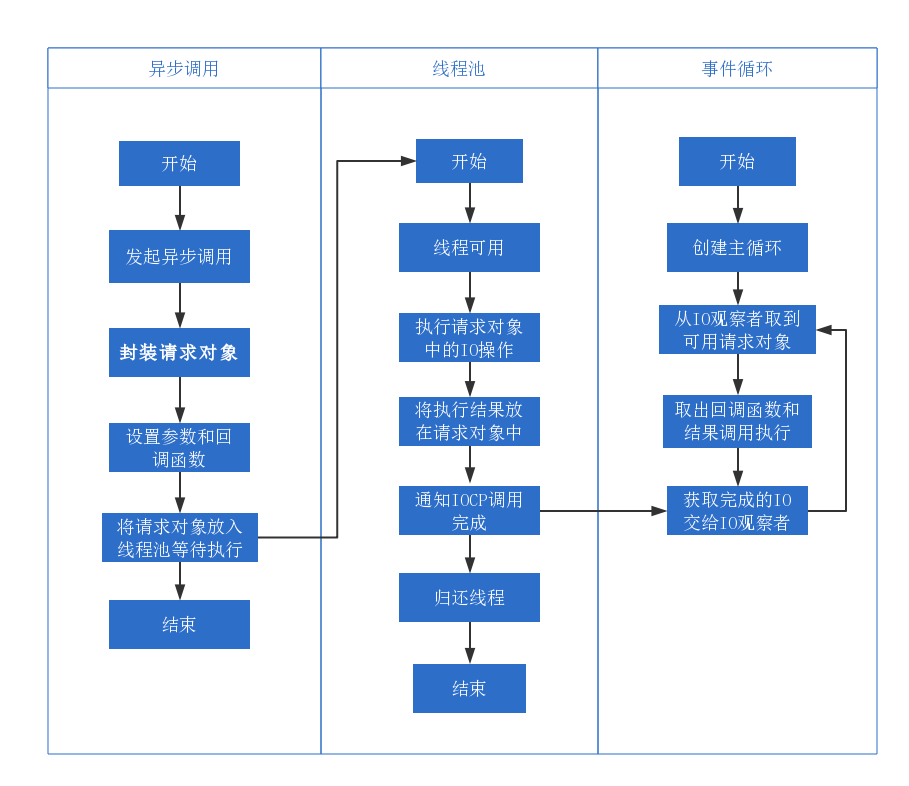 异步调用
线程池
事件循环
开始
发起异步调用
封装请求对象
设置参数和回
调函数
将请求对象放入
线程池等待执行
结束
开始
线程可用
执行请求对象
中的IO操作
将执行结果放
在请求对象中
通知IOCP调用
完成
归还线程
结束
开始
创建主循环
从IO观察者取到
可用请求对象
取出回调函数和
结果调用执行
获取完成的IO
交给IO观察者